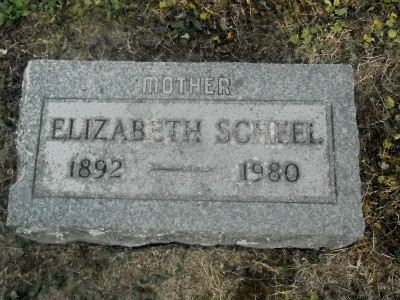 MOTHER
ELIZABETH SCHEEL
1892 — 1980